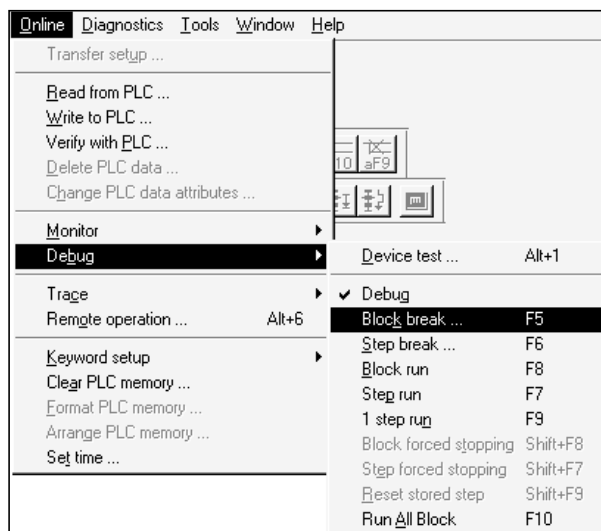 Online Diagnostics Tools Window Help
Transfer setup ...
Read from PLC ...
Write to PLC ...
Verify with PLC ...
Delete PLC data ...
Change PLC data attributes ...
10 aF9
Monitor
Debug
Device test ... Alt+1
Trace
Debug
Remote operation ... Alt+6
Block break ... F5
Step break ... F6
Keyword setup
Block run F8
Clear PLC memory ...
Step run F7
Format PLC memory ...
1 step run F9
Arrange PLC memory ...
Block forced stopping Shift+F8
Set time ...
Step forced stopping Shift+F7
Reset stored step Shift+F9
Run All Block F10